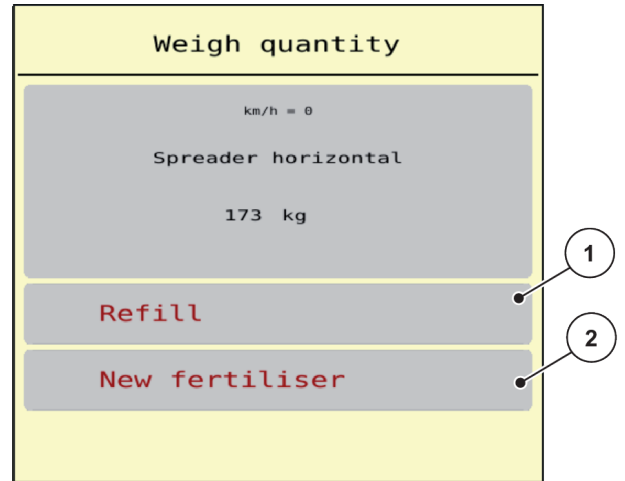 Weigh quantity
km/h = 0
Spreader horizontal
173 kg
Refill
1
New fertiliser
2